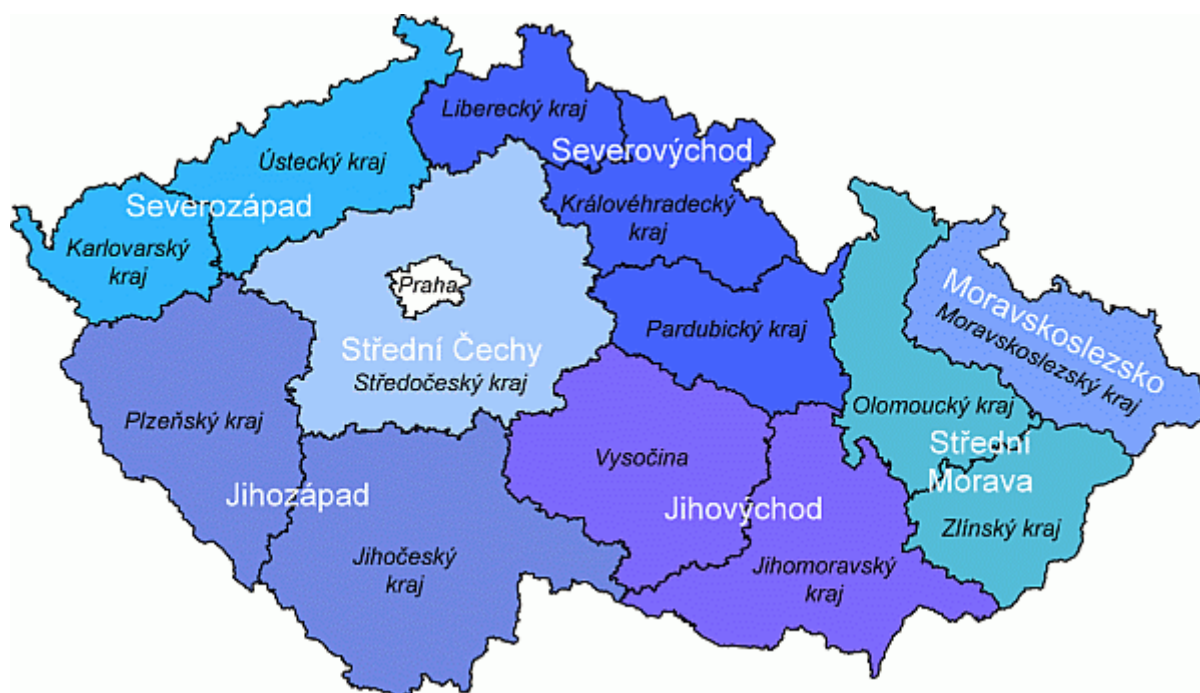 Liberecký kraj
Severovýchod
Ústecký kraj
Severozápad
Královéhradecký
kraj
Karlovarský
kraj
Praha
Moravskoslezsko
Moravskoslezský kraj
Pardubický kraj
Střední Čechy
Středočeský kraj
Plzeňský kraj
Olomoucký kraj
Střední
Morava
Vysočina
Jihozápad
Jihovýchod
Zlínský kraj
Jihočeský
kraj
Jihomoravský
kraj